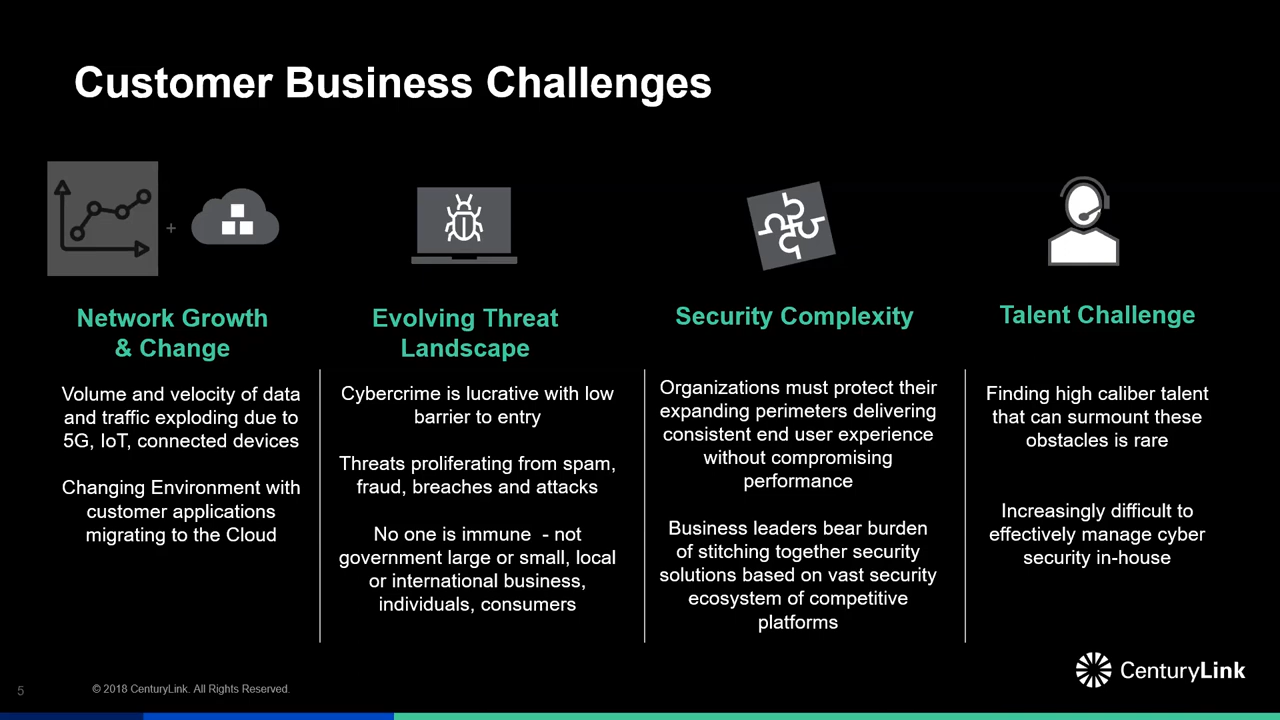 Customer Business Challenges
+
Network Growth
& Change
Volume and velocity of data
and traffic exploding due to
5G, IoT, connected devices
Changing Environment with
customer applications
migrating to the Cloud
Evolving Threat
Landscape
Cybercrime is lucrative with low
barrier to entry
Threats proliferating from spam,
fraud, breaches and attacks
No one is immune  - not
government large or small, local
or international business,
individuals, consumers
Security Complexity
Organizations must protect their
expanding perimeters delivering
consistent end user experience
without compromising
performance
Business leaders bear burden
of stitching together security
solutions based on vast security
ecosystem of competitive
platforms
Talent Challenge
Finding high caliber talent
that can surmount these
obstacles is rare
Increasingly difficult to
effectively manage cyber
security in-house
5
© 2018 CenturyLink. All Rights Reserved.
CenturyLink